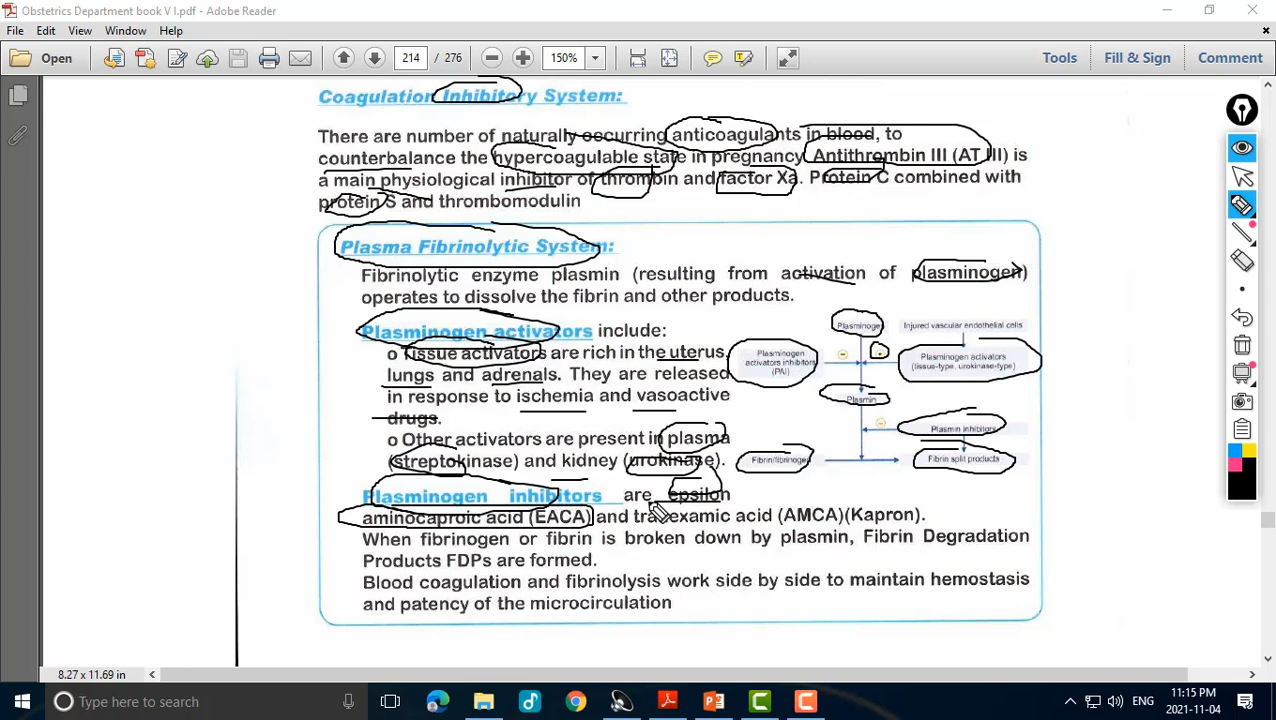 Obstetrics Department book V I.pdf - Adobe Reader
File Edit View Window Help
Open 214 / 276 150% Tools Fill & Sign Comment
Coagulation Inhibitory System:
There are number of naturally occurring anticoagulants in blood, to
counterbalance the hypercoagulable state in pregnancy. Antithrombin III (AT III) is
a main physiological inhibitor of thrombin and factor Xa. Protein C combined with
protein S and thrombomodulin
Plasma Fibrinolytic System:
Fibrinolytic enzyme plasmin (resulting from activation of plasminogen)
operates to dissolve the fibrin and other products.
Plasminogen activators include:
o Tissue activators are rich in the uterus,
lungs and adrenals. They are released
in response to ischemia and vasoactive
drugs.
o Other activators are present in plasma
(streptokinase) and kidney (urokinase).
Plasminogen inhibitors are epsilon
aminocaproic acid (EACA) and tranexamic acid (AMCA)(Kapron).
When fibrinogen or fibrin is broken down by plasmin, Fibrin Degradation
Products FDPs are formed.
Blood coagulation and fibrinolysis work side by side to maintain hemostasis
and patency of the microcirculation
Plasminoge
Injured vascular endothelial cells
Plasminogen
activators inhibitors
(PAI)
Plasminogen activators
(tissue-type, urokinase-type)
Plasmin
Plasmin inhibitors
Fibrin/fibrinogen
Fibrin split products
8.27 x 11.69 in
Type here to search
ENG
11:15 PM
2021-11-04